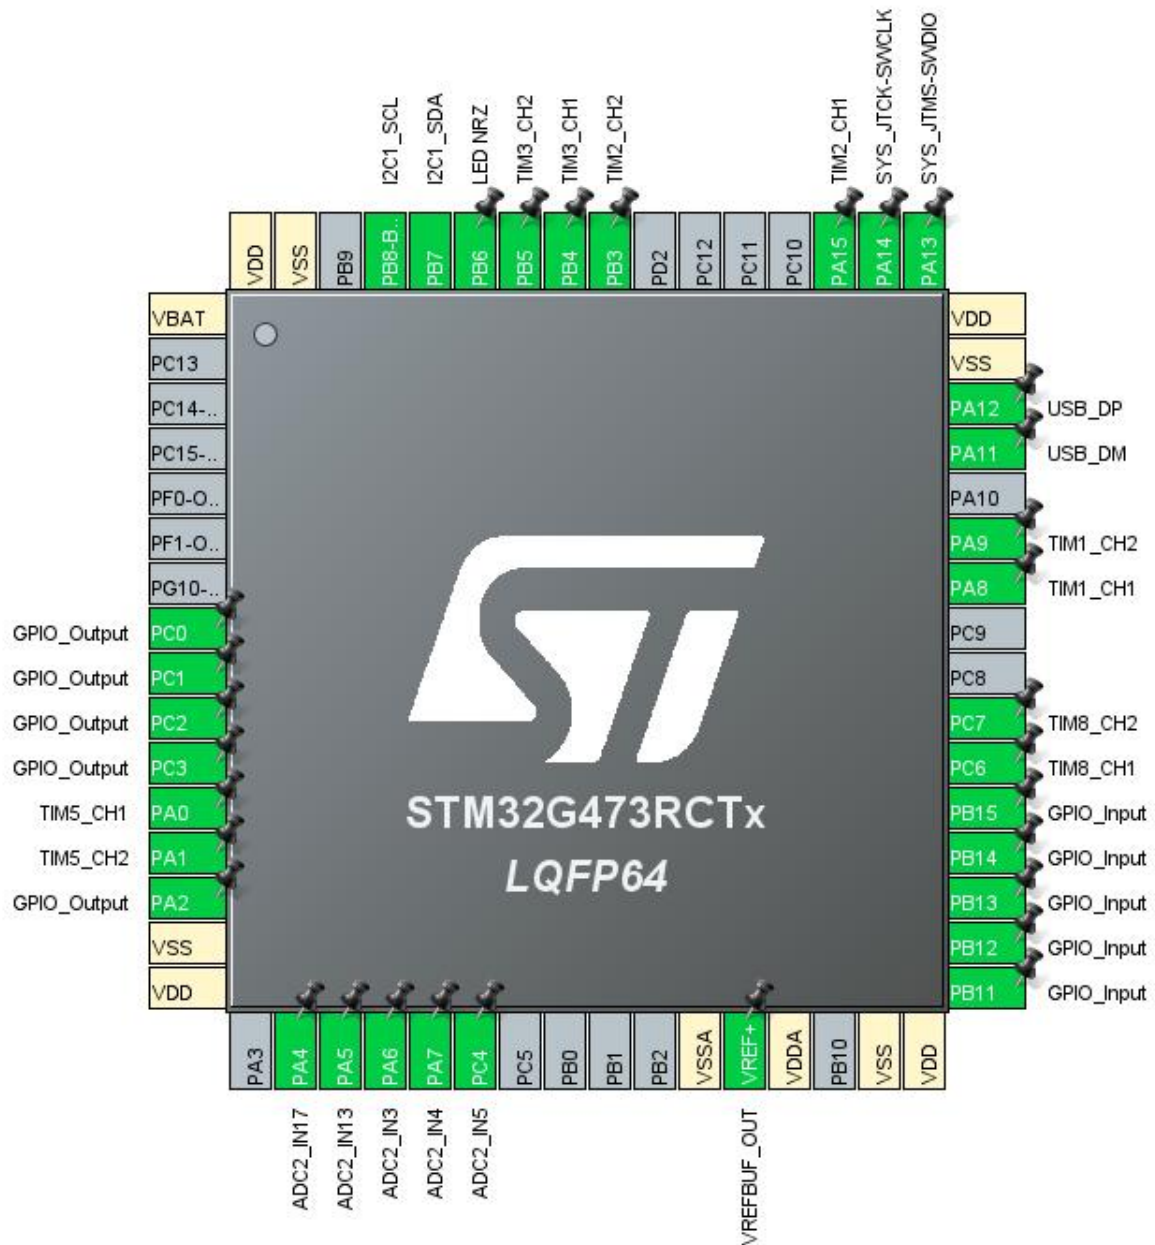 I2C1_SCL
I2C1_SDA
LED NRZ
TIM3_CH2
TIM3_CH1
TIM2_CH2
TIM2_CH1
SYS_JTCK-SWCLK
SYS_JTMS-SWDIO
VDD
VSS
PB9
PB8-B..
PB7
PB6
PB5
PB4
PB3
PD2
PC12
PC11
PC10
PA15
PA14
PA13
VBAT
PC13
PC14-..
PC15-..
PF0-O..
PF1-O..
PG10-..
GPIO_Output PC0
GPIO_Output PC1
GPIO_Output PC2
GPIO_Output PC3
TIM5_CH1 PA0
TIM5_CH2 PA1
GPIO_Output PA2
VSS
VDD
STM32G473RCTx
LQFP64
VDD
VSS
PA12 USB_DP
PA11 USB_DM
PA10
PA9 TIM1_CH2
PA8 TIM1_CH1
PC9
PC8
PC7 TIM8_CH2
PC6 TIM8_CH1
PB15 GPIO_Input
PB14 GPIO_Input
PB13 GPIO_Input
PB12 GPIO_Input
PB11 GPIO_Input
PA3
PA4
PA5
PA6
PA7
PC4
PC5
PB0
PB1
PB2
VSSA
VREF+
VDDA
PB10
VSS
VDD
ADC2_IN17
ADC2_IN13
ADC2_IN3
ADC2_IN4
ADC2_IN5
VREFBUF_OUT